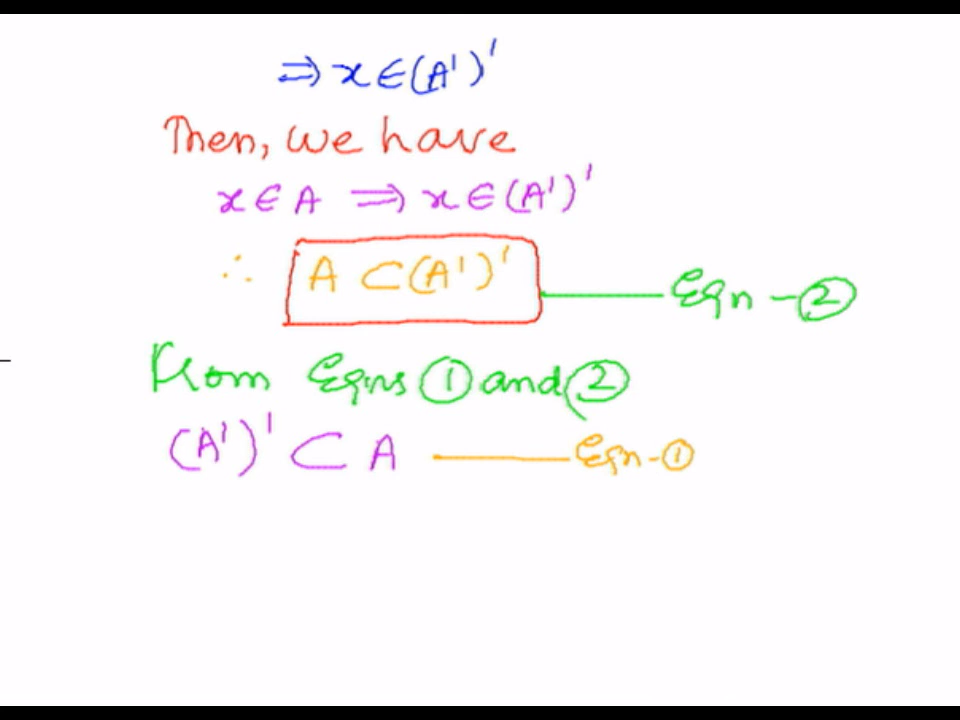 ⇒ x ∈ (A')'
Then, we have
x ∈ A ⇒ x ∈ (A')'
∴ A ⊂ (A')' — Eqn - ②
From Eqns ① and ②
(A')' ⊂ A — Eqn - ①